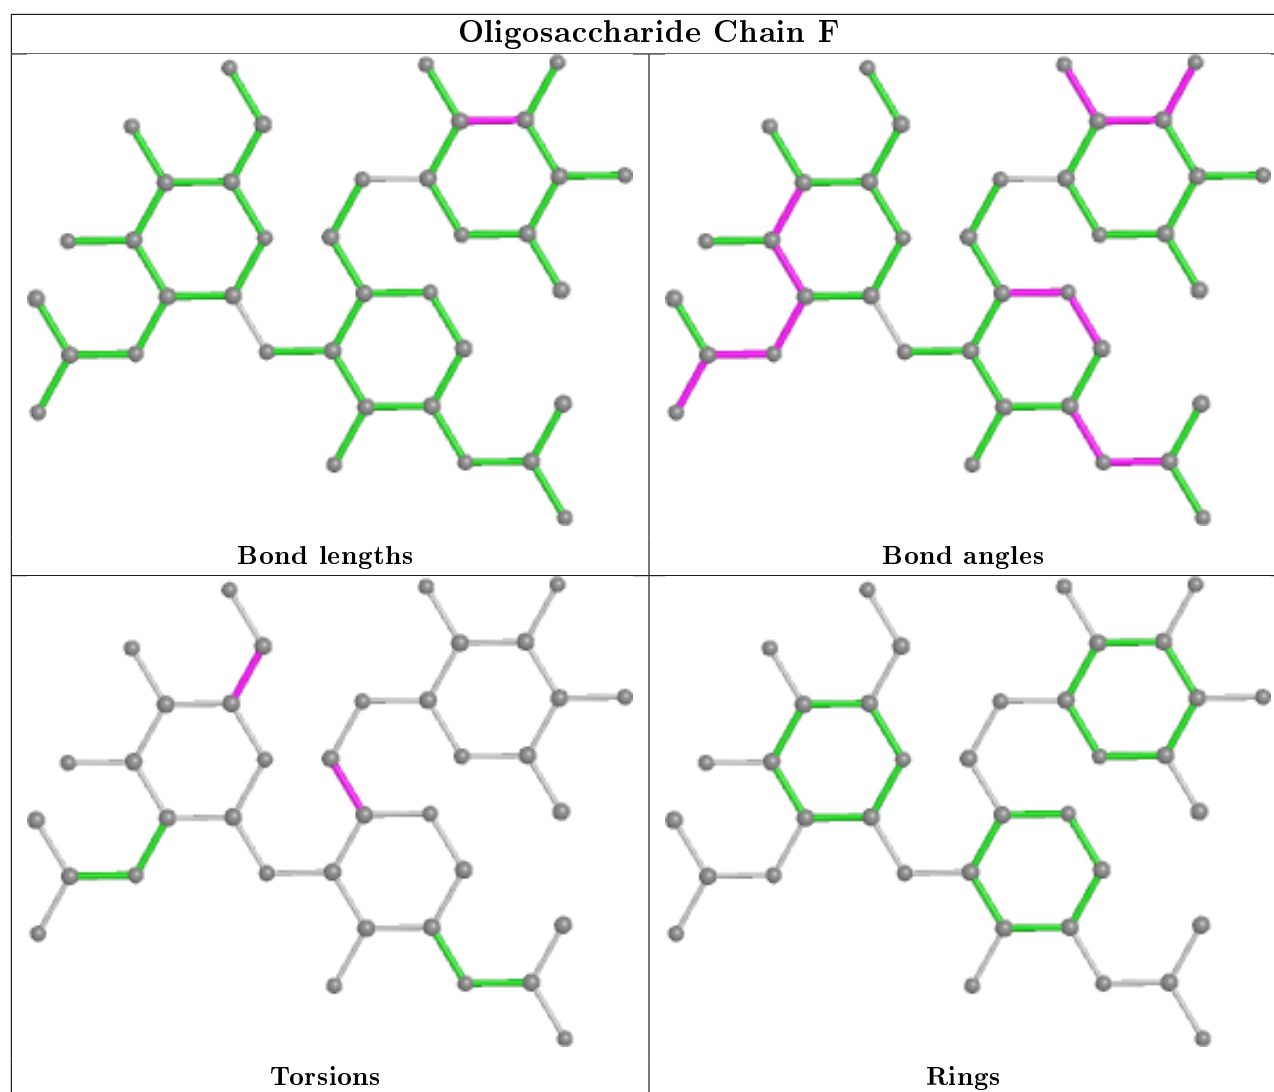 Oligosaccharide Chain F
Bond lengths
Bond angles
Torsions
Rings